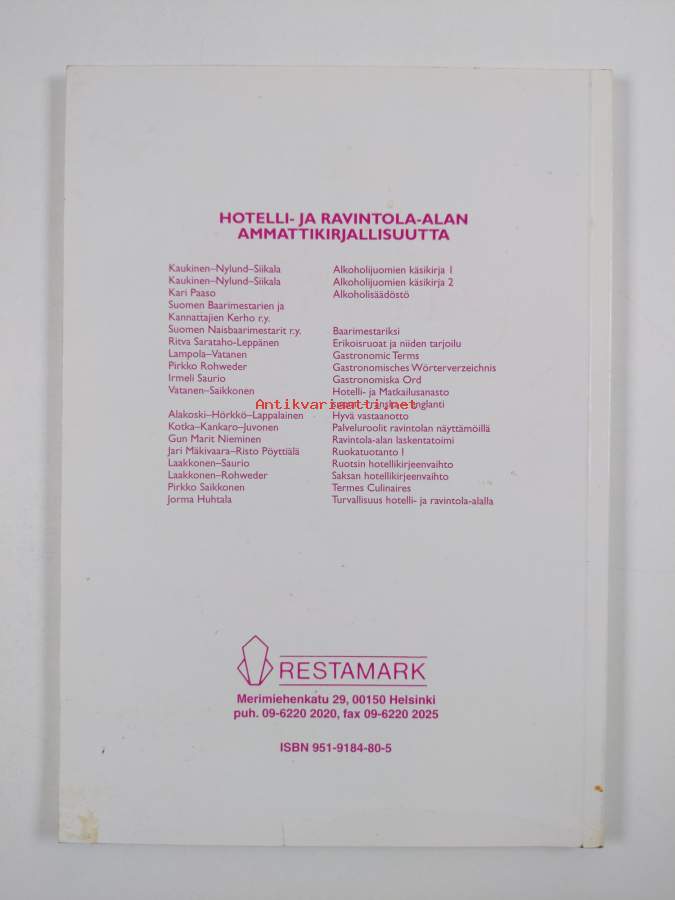 HOTELLI- JA RAVINTOLA-ALAN
AMMATTIKIRJALLISUUTTA
Kaukinen–Nylund–Siikala Alkoholijuomien käsikirja 1
Kaukinen–Nylund–Siikala Alkoholijuomien käsikirja 2
Kari Paaso Alkoholisäädöstö
Suomen Baarimestarien ja
Kannattajien Kerho r.y.
Suomen Naisbaarimestarit r.y. Baarimestariksi
Ritva Sarataho-Leppänen Erikoisruoat ja niiden tarjoilu
Lampola–Vatanen Gastronomic Terms
Pirkko Rohweder Gastronomisches Wörterverzeichnis
Irmeli Saurio Gastronomiska Ord
Vatanen–Saikkonen Hotelli- ja Matkailusanasto
Antikvariaatti.net
Alakoski–Hörkkö–Lappalainen Hyvä vastaanotto
Kotka–Kankaro–Juvonen Palveluroolit ravintolan näyttämöillä
Gun Marit Nieminen Ravintola-alan laskentatoimi
Jari Mäkivaara–Risto Pöyttiälä Ruokatuotanto 1
Laakkonen–Saurio Ruotsin hotellikirjeenvaihto
Laakkonen–Rohweder Saksan hotellikirjeenvaihto
Pirkko Saikkonen Termes Culinaires
Jorma Huhtala Turvallisuus hotelli- ja ravintola-alalla
RESTAMARK
Merimiehenkatu 29, 00150 Helsinki
puh. 09-6220 2020, fax 09-6220 2025
ISBN 951-9184-80-5